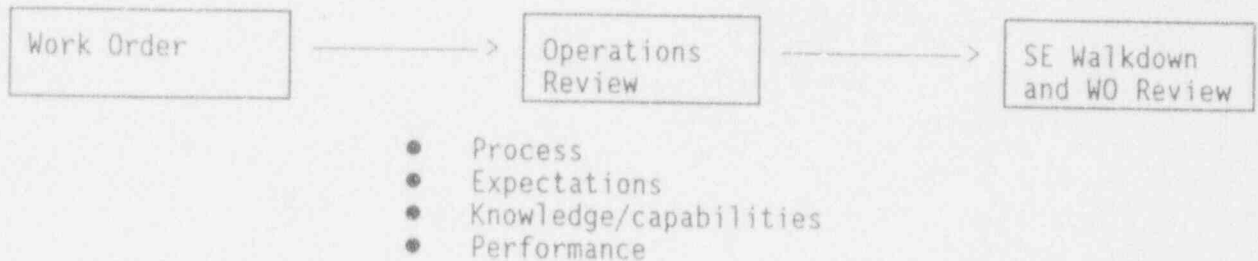 Work Order
Operations
Review
SE Walkdown
and WO Review
● Process
● Expectations
● Knowledge/capabilities
● Performance